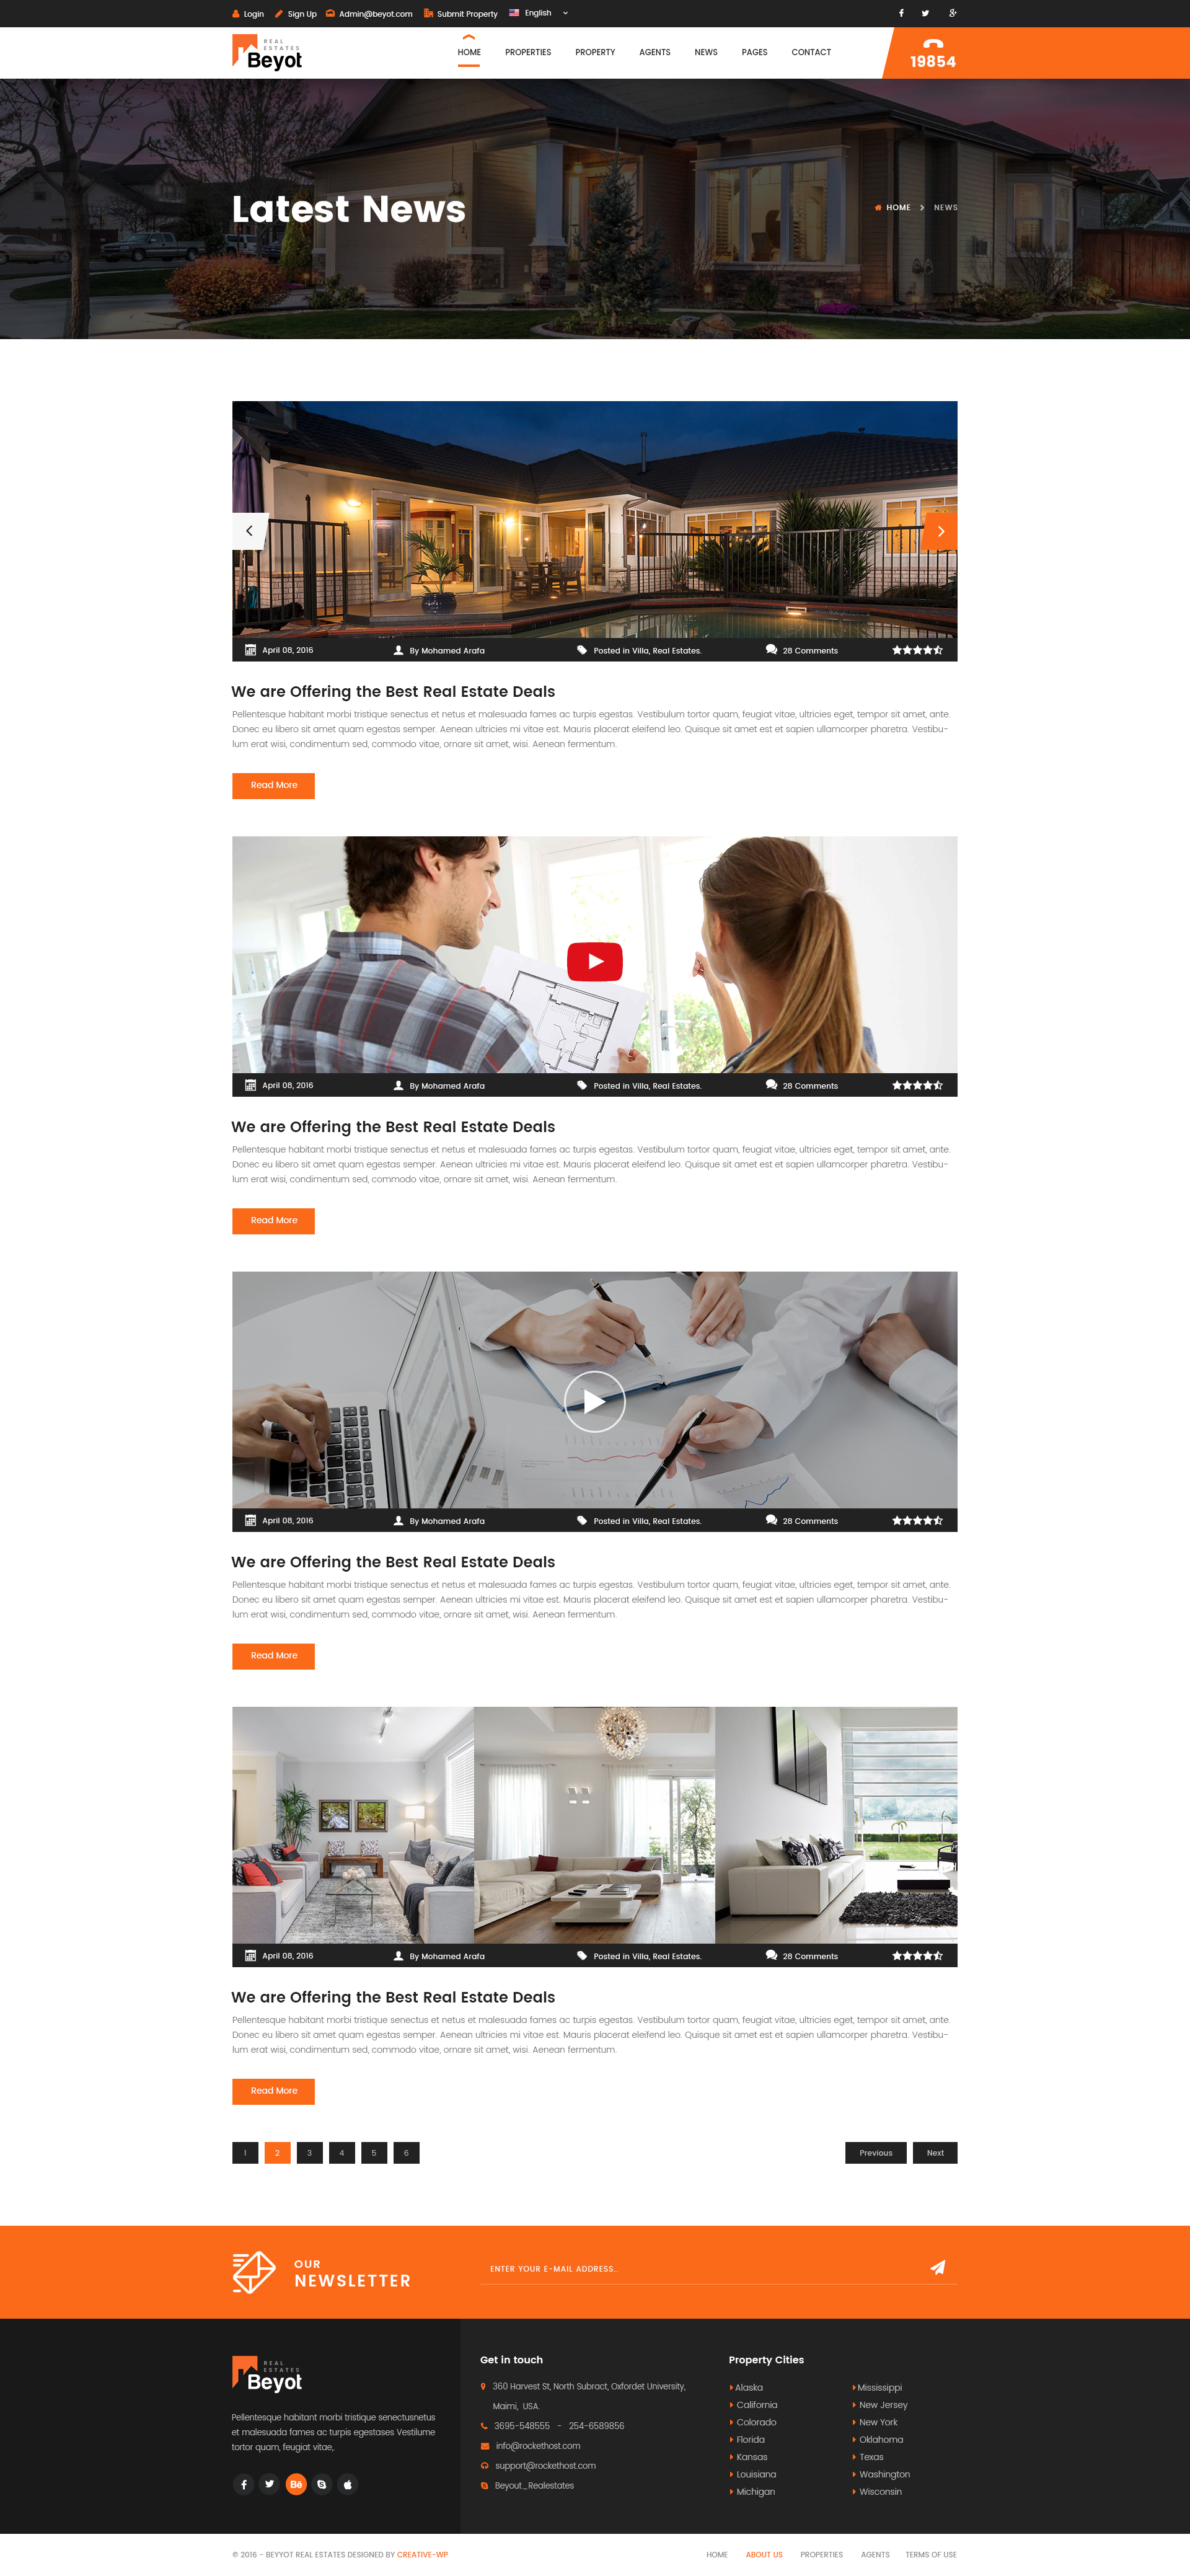 Login Sign Up Admin@beyot.com Submit Property English
REAL
ESTATES
Beyot
HOME PROPERTIES PROPERTY AGENTS NEWS PAGES CONTACT
19854
Latest News
HOME > NEWS
April 08, 2016 By Mohamed Arafa Posted in Villa, Real Estates. 28 Comments
We are Offering the Best Real Estate Deals
Pellentesque habitant morbi tristique senectus et netus et malesuada fames ac turpis egestas. Vestibulum tortor quam, feugiat vitae, ultricies eget, tempor sit amet, ante.
Donec eu libero sit amet quam egestas semper. Aenean ultricies mi vitae est. Mauris placerat eleifend leo. Quisque sit amet est et sapien ullamcorper pharetra. Vestibu-
lum erat wisi, condimentum sed, commodo vitae, ornare sit amet, wisi. Aenean fermentum.
Read More
April 08, 2016 By Mohamed Arafa Posted in Villa, Real Estates. 28 Comments
We are Offering the Best Real Estate Deals
Pellentesque habitant morbi tristique senectus et netus et malesuada fames ac turpis egestas. Vestibulum tortor quam, feugiat vitae, ultricies eget, tempor sit amet, ante.
Donec eu libero sit amet quam egestas semper. Aenean ultricies mi vitae est. Mauris placerat eleifend leo. Quisque sit amet est et sapien ullamcorper pharetra. Vestibu-
lum erat wisi, condimentum sed, commodo vitae, ornare sit amet, wisi. Aenean fermentum.
Read More
April 08, 2016 By Mohamed Arafa Posted in Villa, Real Estates. 28 Comments
We are Offering the Best Real Estate Deals
Pellentesque habitant morbi tristique senectus et netus et malesuada fames ac turpis egestas. Vestibulum tortor quam, feugiat vitae, ultricies eget, tempor sit amet, ante.
Donec eu libero sit amet quam egestas semper. Aenean ultricies mi vitae est. Mauris placerat eleifend leo. Quisque sit amet est et sapien ullamcorper pharetra. Vestibu-
lum erat wisi, condimentum sed, commodo vitae, ornare sit amet, wisi. Aenean fermentum.
Read More
April 08, 2016 By Mohamed Arafa Posted in Villa, Real Estates. 28 Comments
We are Offering the Best Real Estate Deals
Pellentesque habitant morbi tristique senectus et netus et malesuada fames ac turpis egestas. Vestibulum tortor quam, feugiat vitae, ultricies eget, tempor sit amet, ante.
Donec eu libero sit amet quam egestas semper. Aenean ultricies mi vitae est. Mauris placerat eleifend leo. Quisque sit amet est et sapien ullamcorper pharetra. Vestibu-
lum erat wisi, condimentum sed, commodo vitae, ornare sit amet, wisi. Aenean fermentum.
Read More
1 2 3 4 5 6 Previous Next
OUR
NEWSLETTER
ENTER YOUR E-MAIL ADDRESS..
REAL
ESTATES
Beyot
Pellentesque habitant morbi tristique senectusnetus
et malesuada fames ac turpis egestases Vestilume
tortor quam, feugiat vitae,.
Bē
Get in touch
360 Harvest St, North Subract, Oxfordet University,
Maimi, USA.
3695-548555 - 254-6589856
info@rockethost.com
support@rockethost.com
Beyout_Realestates
Property Cities
Alaska
California
Colorado
Florida
Kansas
Louisiana
Michigan
Mississippi
New Jersey
New York
Oklahoma
Texas
Washington
Wisconsin
© 2016 - BEYYOT REAL ESTATES DESIGNED BY CREATIVE-WP
HOME ABOUT US PROPERTIES AGENTS TERMS OF USE